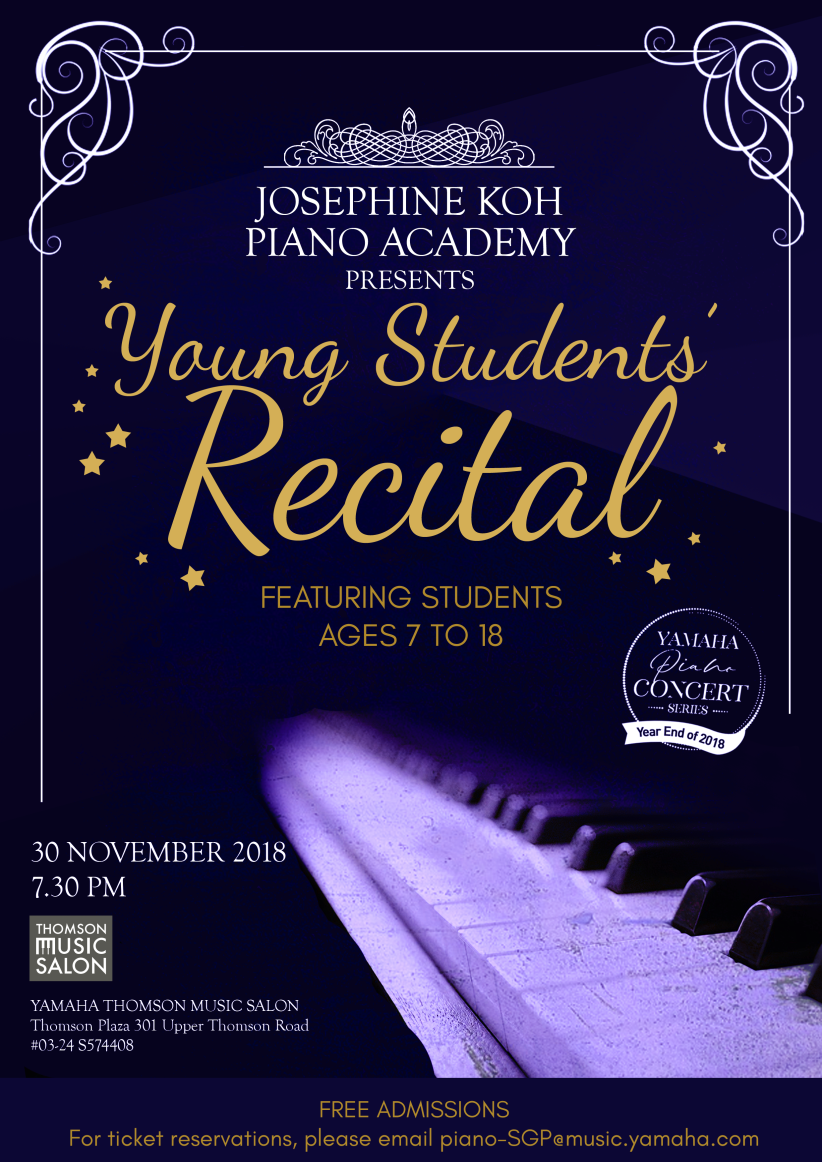 JOSEPHINE KOH
PIANO ACADEMY
PRESENTS
Young Students'
Recital
FEATURING STUDENTS
AGES 7 TO 18
YAMAHA
Piano
CONCERT
SERIES
Year End of 2018
30 NOVEMBER 2018
7.30 PM
THOMSON
MUSIC
SALON
YAMAHA THOMSON MUSIC SALON
Thomson Plaza 301 Upper Thomson Road
#03-24 S574408
FREE ADMISSIONS
For ticket reservations, please email piano-SGP@music.yamaha.com